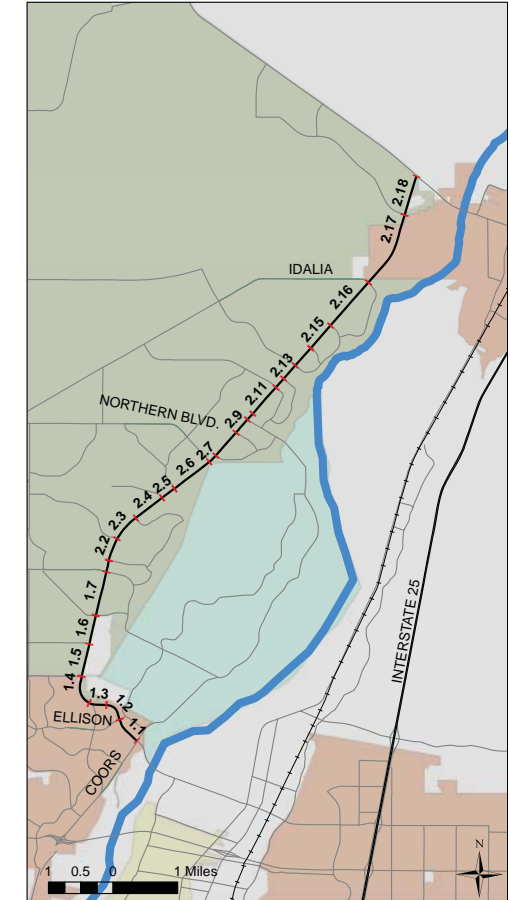 2.18
2.17
IDALIA
2.16
2.15
2.13
2.11
NORTHERN BLVD.
2.9
2.7
2.6
2.5
2.4
2.3
2.2
1.7
1.6
1.5
1.4
1.3
1.2
1.1
ELLISON
COORS
INTERSTATE 25
N
1 0.5 0 1 Miles